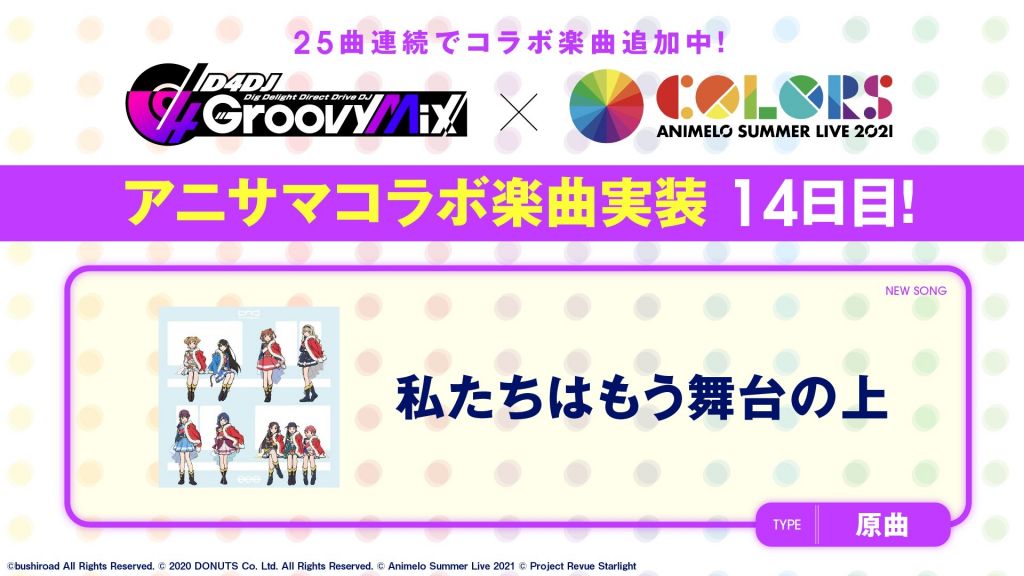 25曲連続でコラボ楽曲追加中!
D4DJ
Dig Delight Direct Drive DJ
GroovyMix
×
COLORS
ANIMELO SUMMER LIVE 2021
アニサマコラボ楽曲実装 14日目!
NEW SONG
私たちはもう舞台の上
TYPE 原曲
©bushiroad All Rights Reserved. © 2020 DONUTS Co. Ltd. All Rights Reserved. © Animelo Summer Live 2021 © Project Revue Starlight